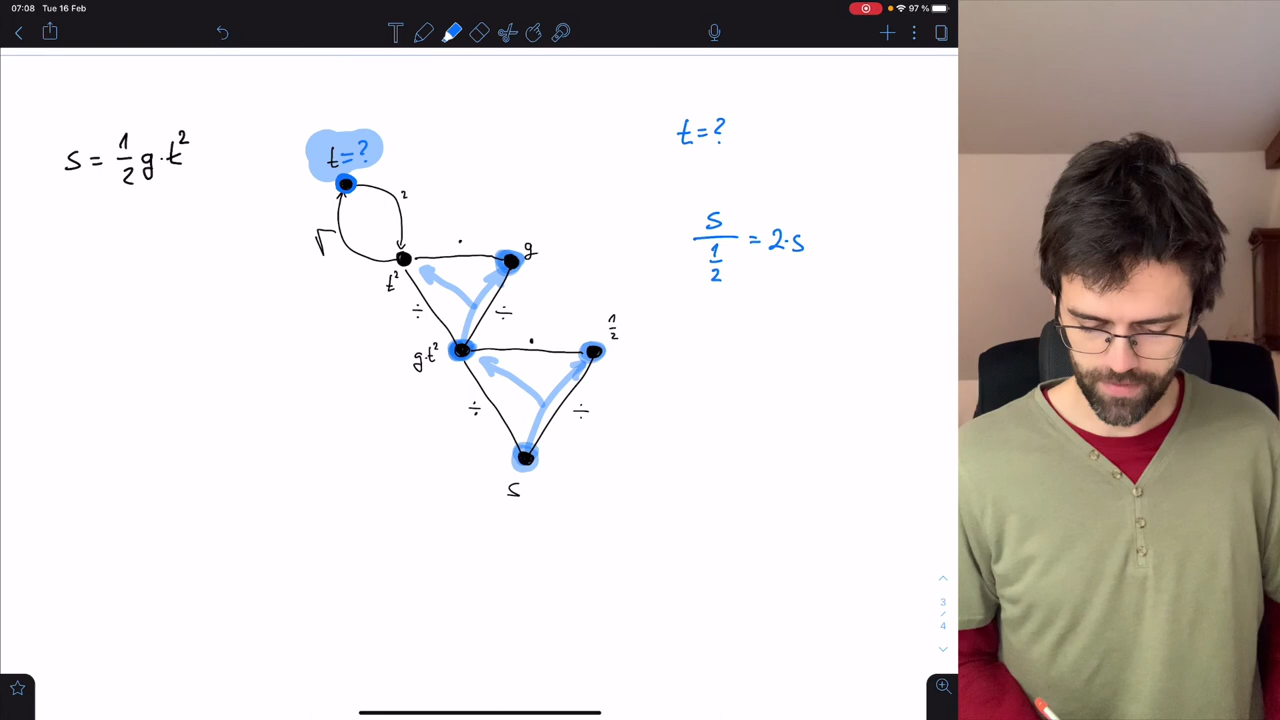 07:08 Tue 16 Feb
97 %
T
s = 1/2 g·t²
t=?
t=?
2
√
·
g
t²
÷
÷
s / (1/2) = 2·s
1/2
g·t²
·
÷
÷
s
3
/
4